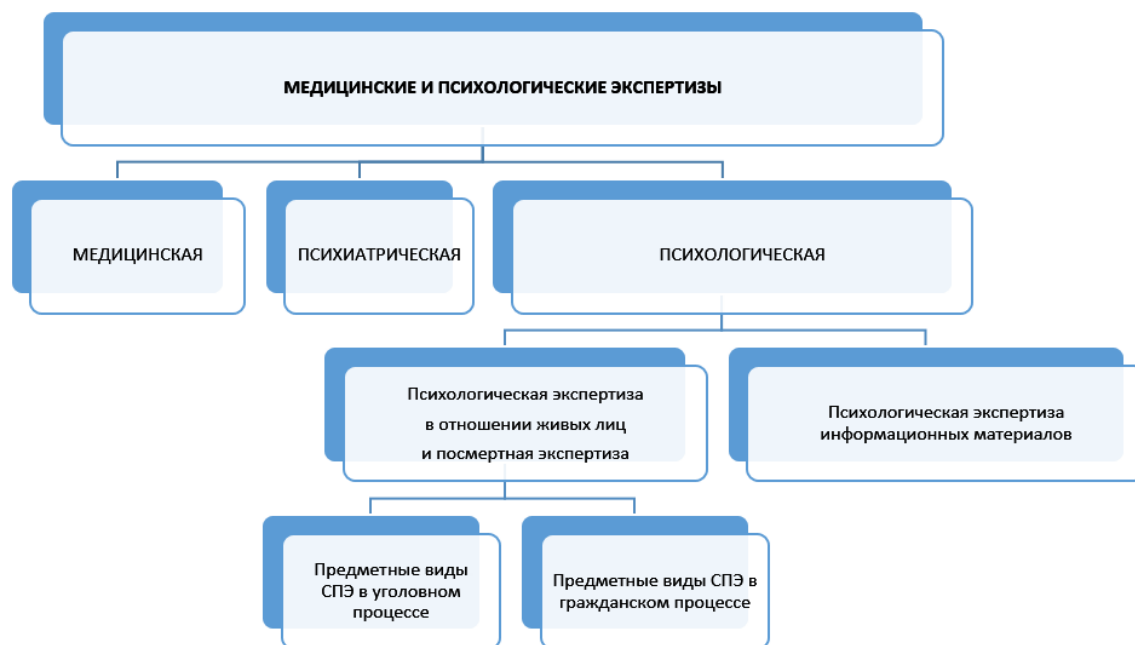 МЕДИЦИНСКИЕ И ПСИХОЛОГИЧЕСКИЕ ЭКСПЕРТИЗЫ
МЕДИЦИНСКАЯ
ПСИХИАТРИЧЕСКАЯ
ПСИХОЛОГИЧЕСКАЯ
Психологическая экспертиза
в отношении живых лиц
и посмертная экспертиза
Психологическая экспертиза
информационных материалов
Предметные виды
СПЭ в уголовном
процессе
Предметные виды СПЭ в
гражданском процессе